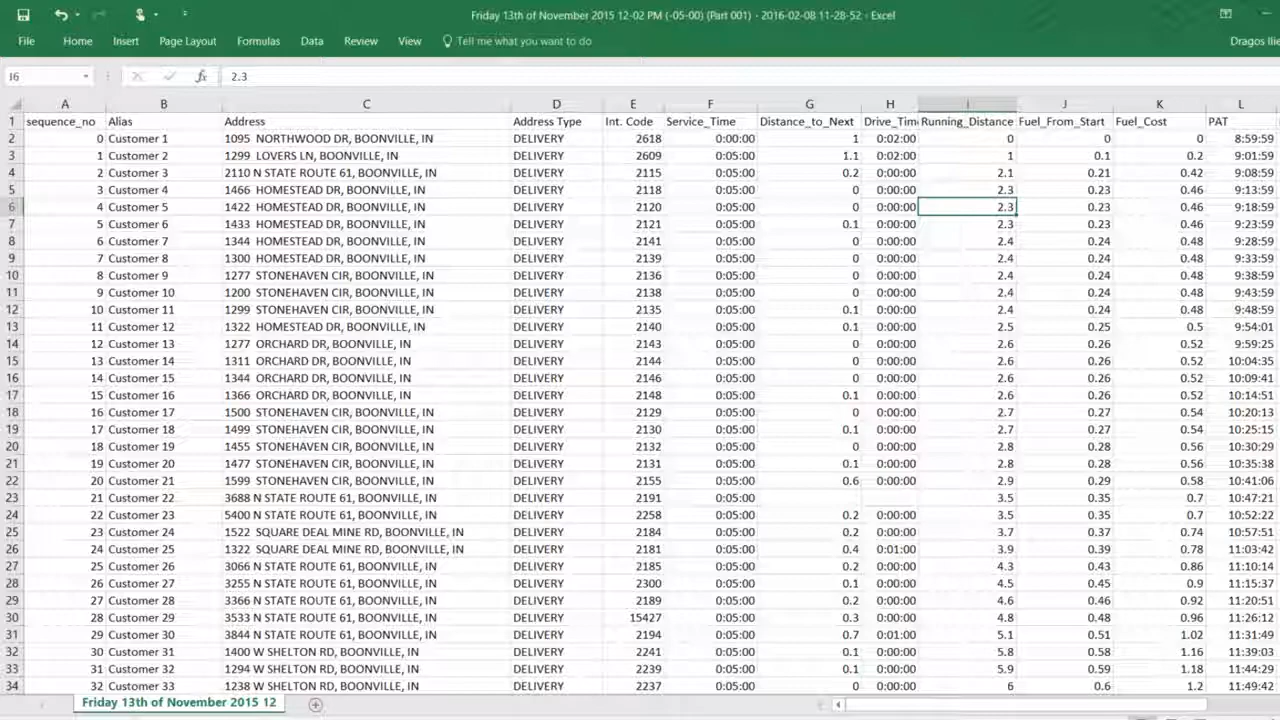 Friday 13th of November 2015 12-02 PM (-05-00) (Part 001) - 2016-02-08 11-28-52 - Excel
File Home Insert Page Layout Formulas Data Review View Tell me what you want to do Dragos Ilie
I6 fx 2.3
A B C D E F G H I J K L
1 sequence_no Alias Address Address Type Int. Code Service_Time Distance_to_Next Drive_Tim Running_Distance Fuel_From_Start Fuel_Cost PAT
2 0 Customer 1 1095 NORTHWOOD DR, BOONVILLE, IN DELIVERY 2618 0:00:00 1 0:02:00 0 0 0 8:59:59
3 1 Customer 2 1299 LOVERS LN, BOONVILLE, IN DELIVERY 2609 0:05:00 1.1 0:02:00 1 0.1 0.2 9:01:59
4 2 Customer 3 2110 N STATE ROUTE 61, BOONVILLE, IN DELIVERY 2115 0:05:00 0.2 0:00:00 2.1 0.21 0.42 9:08:59
5 3 Customer 4 1466 HOMESTEAD DR, BOONVILLE, IN DELIVERY 2118 0:05:00 0 0:00:00 2.3 0.23 0.46 9:13:59
6 4 Customer 5 1422 HOMESTEAD DR, BOONVILLE, IN DELIVERY 2120 0:05:00 0 0:00:00 2.3 0.23 0.46 9:18:59
7 5 Customer 6 1433 HOMESTEAD DR, BOONVILLE, IN DELIVERY 2121 0:05:00 0.1 0:00:00 2.3 0.23 0.46 9:23:59
8 6 Customer 7 1344 HOMESTEAD DR, BOONVILLE, IN DELIVERY 2141 0:05:00 0 0:00:00 2.4 0.24 0.48 9:28:59
9 7 Customer 8 1300 HOMESTEAD DR, BOONVILLE, IN DELIVERY 2139 0:05:00 0 0:00:00 2.4 0.24 0.48 9:33:59
10 8 Customer 9 1277 STONEHAVEN CIR, BOONVILLE, IN DELIVERY 2136 0:05:00 0 0:00:00 2.4 0.24 0.48 9:38:59
11 9 Customer 10 1200 STONEHAVEN CIR, BOONVILLE, IN DELIVERY 2138 0:05:00 0 0:00:00 2.4 0.24 0.48 9:43:59
12 10 Customer 11 1299 STONEHAVEN CIR, BOONVILLE, IN DELIVERY 2135 0:05:00 0.1 0:00:00 2.4 0.24 0.48 9:48:59
13 11 Customer 12 1322 HOMESTEAD DR, BOONVILLE, IN DELIVERY 2140 0:05:00 0.1 0:00:00 2.5 0.25 0.5 9:54:01
14 12 Customer 13 1277 ORCHARD DR, BOONVILLE, IN DELIVERY 2143 0:05:00 0 0:00:00 2.6 0.26 0.52 9:59:25
15 13 Customer 14 1311 ORCHARD DR, BOONVILLE, IN DELIVERY 2144 0:05:00 0 0:00:00 2.6 0.26 0.52 10:04:35
16 14 Customer 15 1344 ORCHARD DR, BOONVILLE, IN DELIVERY 2146 0:05:00 0 0:00:00 2.6 0.26 0.52 10:09:41
17 15 Customer 16 1366 ORCHARD DR, BOONVILLE, IN DELIVERY 2148 0:05:00 0.1 0:00:00 2.6 0.26 0.52 10:14:51
18 16 Customer 17 1500 STONEHAVEN CIR, BOONVILLE, IN DELIVERY 2129 0:05:00 0 0:00:00 2.7 0.27 0.54 10:20:13
19 17 Customer 18 1499 STONEHAVEN CIR, BOONVILLE, IN DELIVERY 2130 0:05:00 0.1 0:00:00 2.7 0.27 0.54 10:25:15
20 18 Customer 19 1455 STONEHAVEN CIR, BOONVILLE, IN DELIVERY 2132 0:05:00 0 0:00:00 2.8 0.28 0.56 10:30:29
21 19 Customer 20 1477 STONEHAVEN CIR, BOONVILLE, IN DELIVERY 2131 0:05:00 0.1 0:00:00 2.8 0.28 0.56 10:35:38
22 20 Customer 21 1599 STONEHAVEN CIR, BOONVILLE, IN DELIVERY 2155 0:05:00 0.6 0:00:00 2.9 0.29 0.58 10:41:06
23 21 Customer 22 3688 N STATE ROUTE 61, BOONVILLE, IN DELIVERY 2191 0:05:00 3.5 0.35 0.7 10:47:21
24 22 Customer 23 5400 N STATE ROUTE 61, BOONVILLE, IN DELIVERY 2258 0:05:00 0.2 0:00:00 3.5 0.35 0.7 10:52:22
25 23 Customer 24 1522 SQUARE DEAL MINE RD, BOONVILLE, IN DELIVERY 2184 0:05:00 0.2 0:00:00 3.7 0.37 0.74 10:57:51
26 24 Customer 25 1322 SQUARE DEAL MINE RD, BOONVILLE, IN DELIVERY 2181 0:05:00 0.4 0:01:00 3.9 0.39 0.78 11:03:42
27 25 Customer 26 3066 N STATE ROUTE 61, BOONVILLE, IN DELIVERY 2185 0:05:00 0.2 0:00:00 4.3 0.43 0.86 11:10:14
28 26 Customer 27 3255 N STATE ROUTE 61, BOONVILLE, IN DELIVERY 2300 0:05:00 0.1 0:00:00 4.5 0.45 0.9 11:15:37
29 27 Customer 28 3366 N STATE ROUTE 61, BOONVILLE, IN DELIVERY 2189 0:05:00 0.2 0:00:00 4.6 0.46 0.92 11:20:51
30 28 Customer 29 3533 N STATE ROUTE 61, BOONVILLE, IN DELIVERY 15427 0:05:00 0.3 0:00:00 4.8 0.48 0.96 11:26:12
31 29 Customer 30 3844 N STATE ROUTE 61, BOONVILLE, IN DELIVERY 2194 0:05:00 0.7 0:01:00 5.1 0.51 1.02 11:31:49
32 30 Customer 31 1400 W SHELTON RD, BOONVILLE, IN DELIVERY 2241 0:05:00 0.1 0:00:00 5.8 0.58 1.16 11:39:03
33 31 Customer 32 1294 W SHELTON RD, BOONVILLE, IN DELIVERY 2239 0:05:00 0.1 0:00:00 5.9 0.59 1.18 11:44:29
34 32 Customer 33 1238 W SHELTON RD, BOONVILLE, IN DELIVERY 2237 0:05:00 0 0:00:00 6 0.6 1.2 11:49:42
Friday 13th of November 2015 12